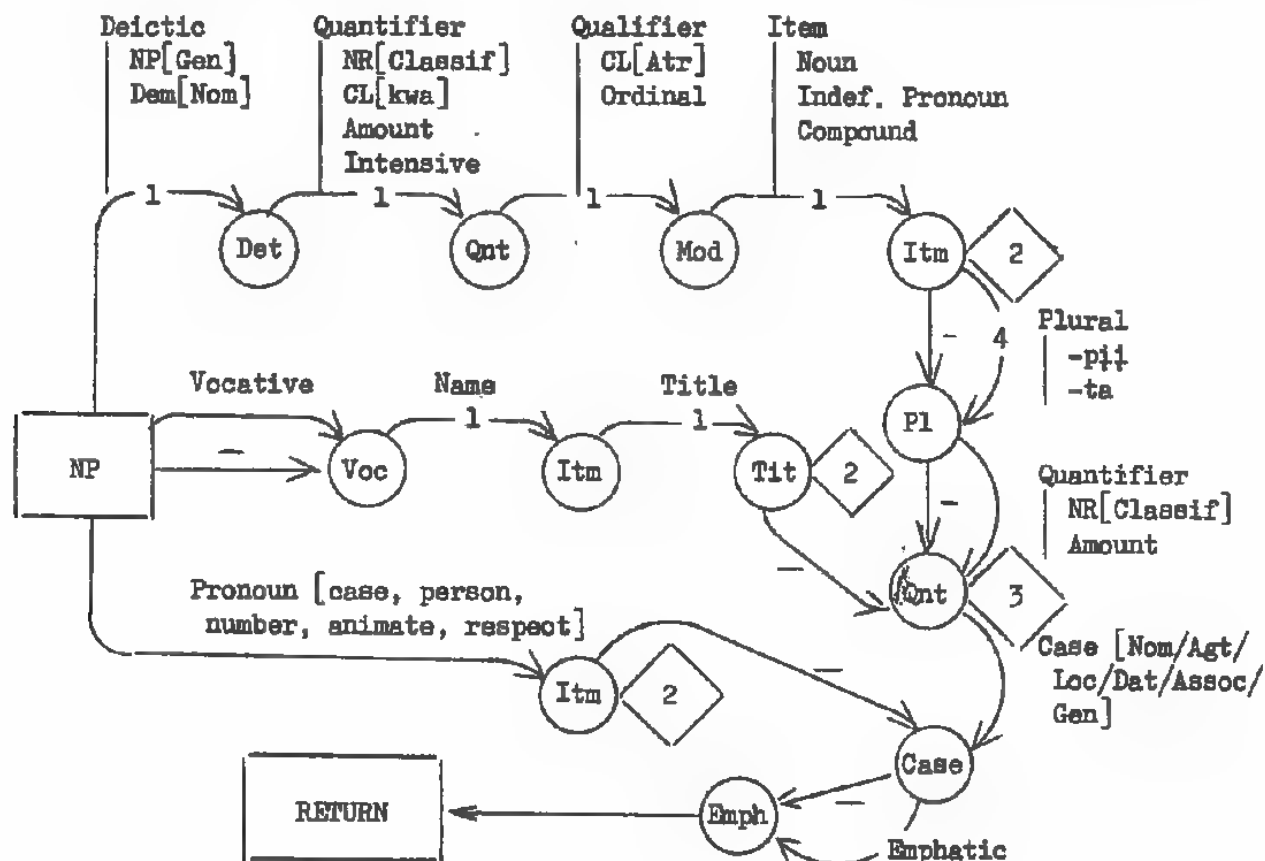 Deictic Quantifier Qualifier Item
NP[Gen] NR[Classif] CL[Atr] Noun
Dem[Nom] CL[kwa] Ordinal Indef. Pronoun
Amount Compound
Intensive
1 1 1 1
Det Qnt Mod Itm 2
- 4 Plural
-pɨɨ
-ta
Vocative Name Title
1 1 Pl
NP - Voc Itm Tit 2 -
Quantifier
NR[Classif]
Amount
- Qnt 3
Pronoun [case, person,
number, animate, respect]
Case [Nom/Agt/
Loc/Dat/Assoc/
Gen]
Itm 2 -
Case
RETURN Emph -
Emphatic